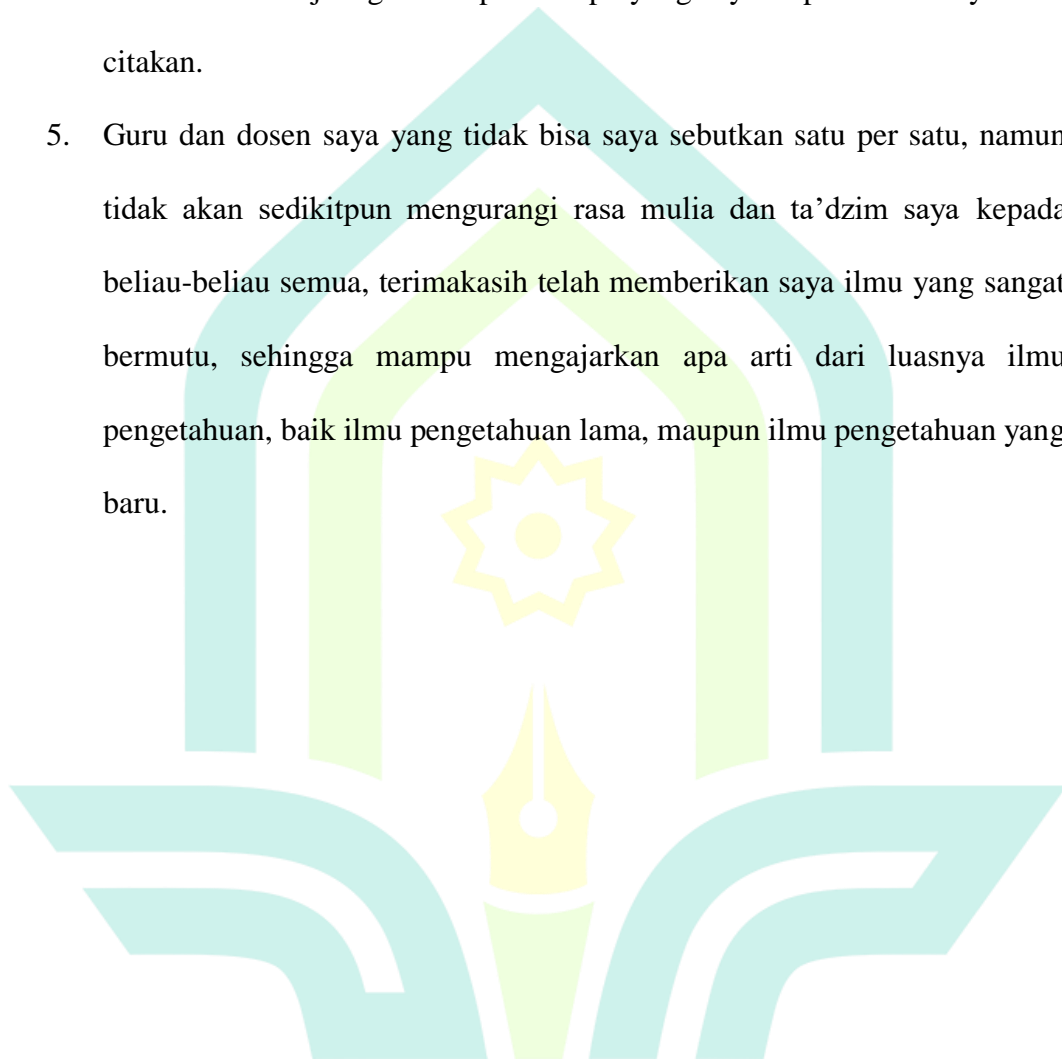 citakan.
5. Guru dan dosen saya yang tidak bisa saya sebutkan satu per satu, namun
tidak akan sedikitpun mengurangi rasa mulia dan ta’dzim saya kepada
beliau-beliau semua, terimakasih telah memberikan saya ilmu yang sangat
bermutu, sehingga mampu mengajarkan apa arti dari luasnya ilmu
pengetahuan, baik ilmu pengetahuan lama, maupun ilmu pengetahuan yang
baru.